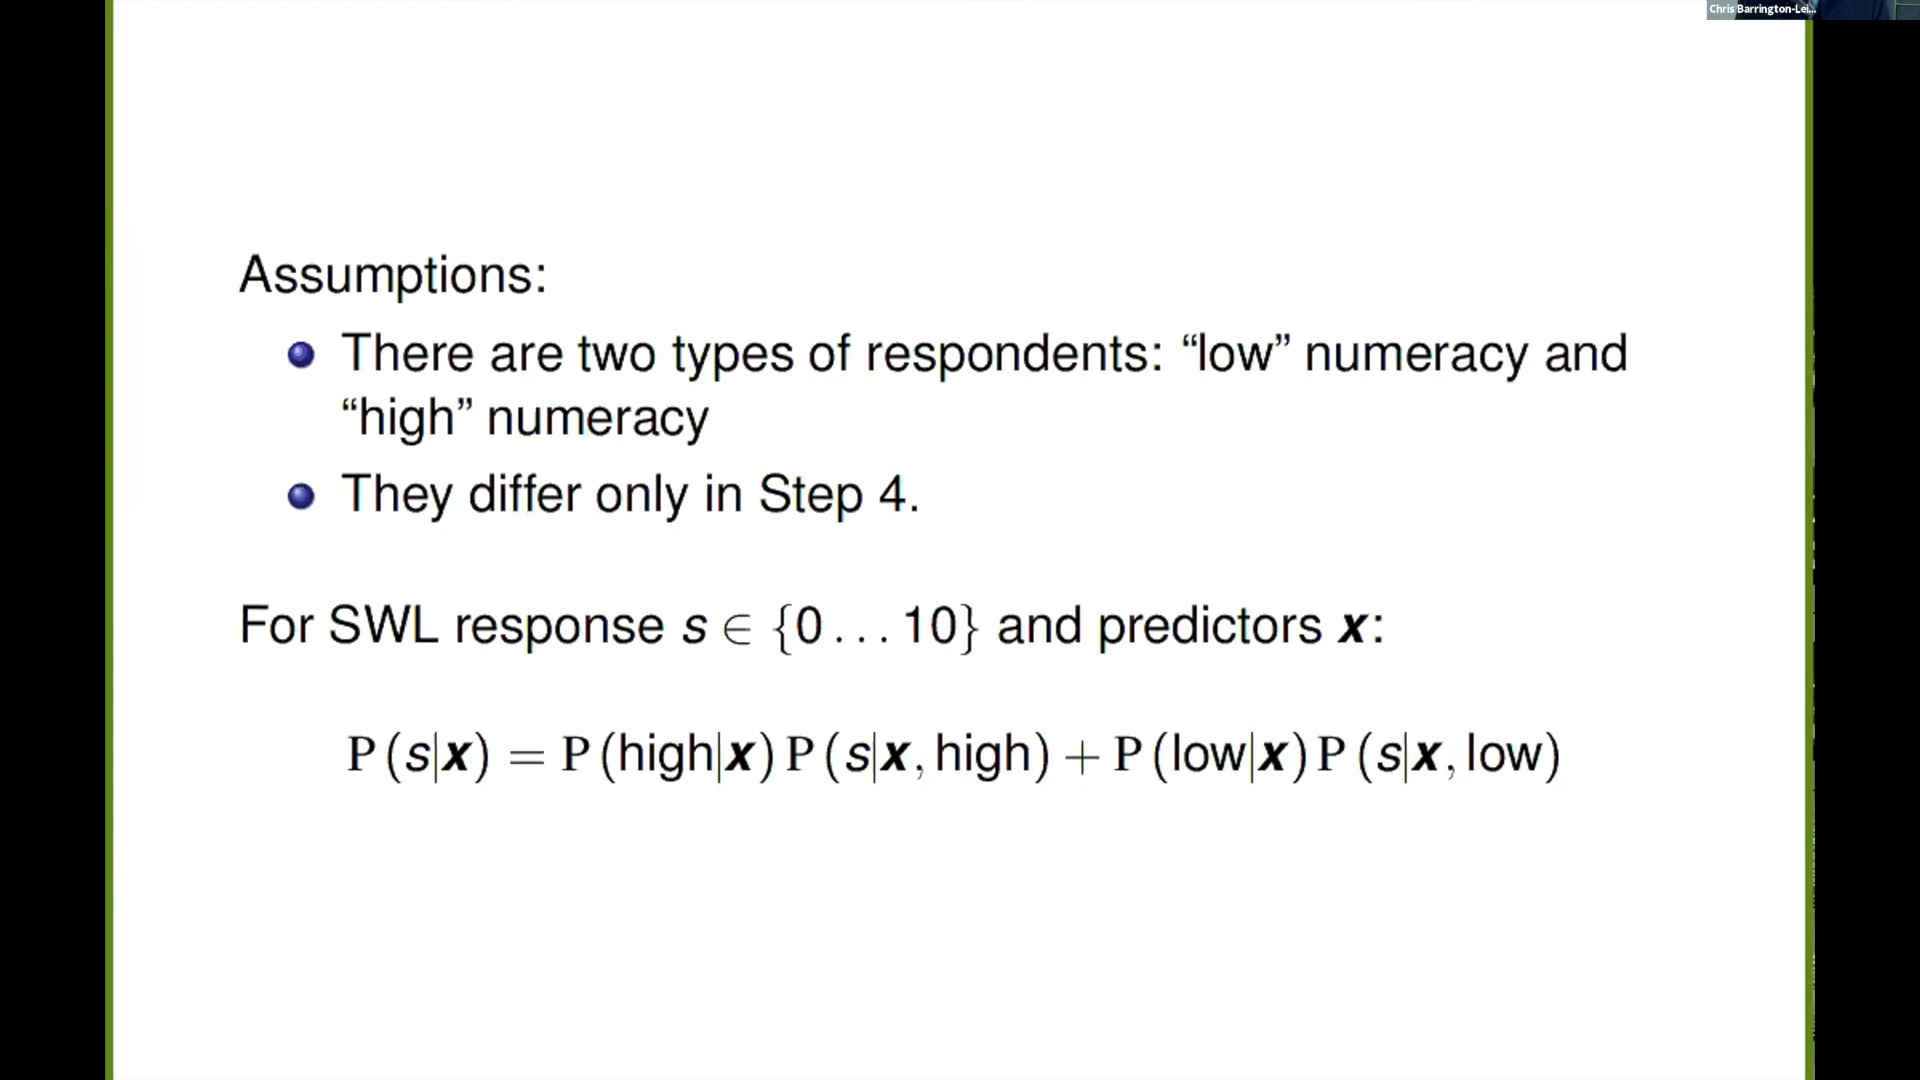 Chris Barrington-Lei...
Assumptions:
There are two types of respondents: “low” numeracy and
“high” numeracy
They differ only in Step 4.
For SWL response s ∈ {0 . . . 10} and predictors x:
P (s|x) = P (high|x) P (s|x, high) + P (low|x) P (s|x, low)